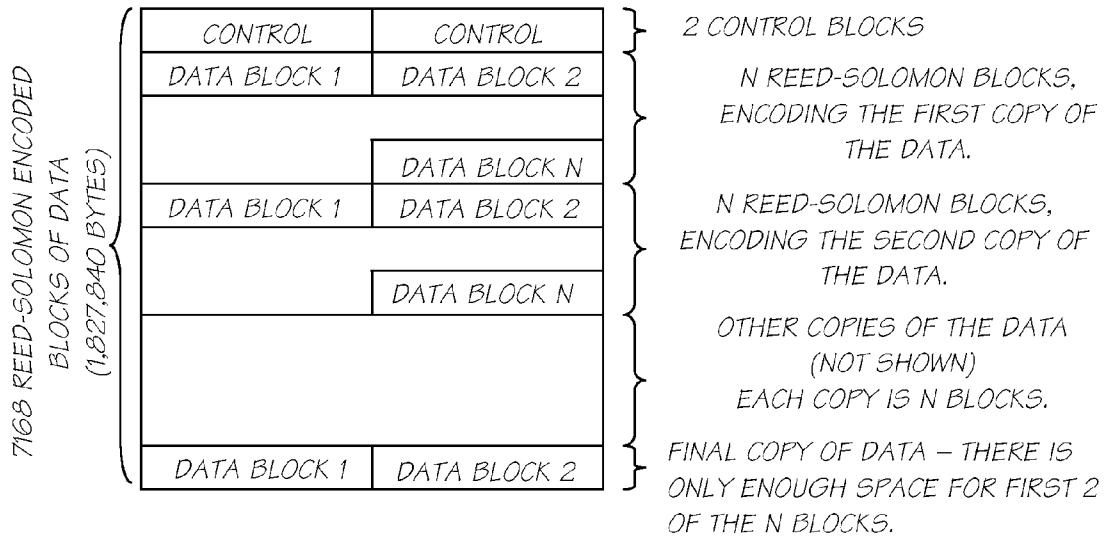 7168 REED-SOLOMON ENCODED
BLOCKS OF DATA
(1,827,840 BYTES)
CONTROL CONTROL
2 CONTROL BLOCKS
DATA BLOCK 1 DATA BLOCK 2
DATA BLOCK N
N REED-SOLOMON BLOCKS,
ENCODING THE FIRST COPY OF
THE DATA.
DATA BLOCK 1 DATA BLOCK 2
DATA BLOCK N
N REED-SOLOMON BLOCKS,
ENCODING THE SECOND COPY OF
THE DATA.
OTHER COPIES OF THE DATA
(NOT SHOWN)
EACH COPY IS N BLOCKS.
DATA BLOCK 1 DATA BLOCK 2
FINAL COPY OF DATA – THERE IS
ONLY ENOUGH SPACE FOR FIRST 2
OF THE N BLOCKS.